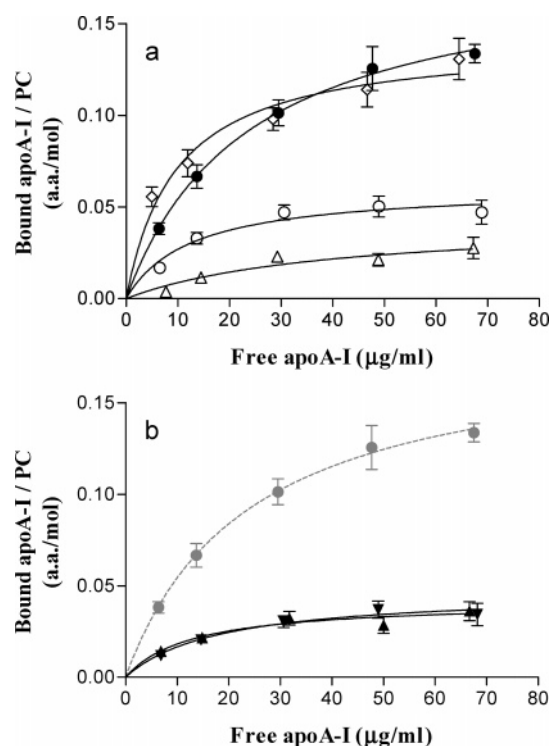 a
0.15
0.10
0.05
0.00
Bound apoA-I / PC
(a.a./mol)
0 10 20 30 40 50 60 70 80
Free apoA-I (μg/ml)
b
0.15
0.10
0.05
0.00
Bound apoA-I / PC
(a.a./mol)
0 10 20 30 40 50 60 70 80
Free apoA-I (μg/ml)